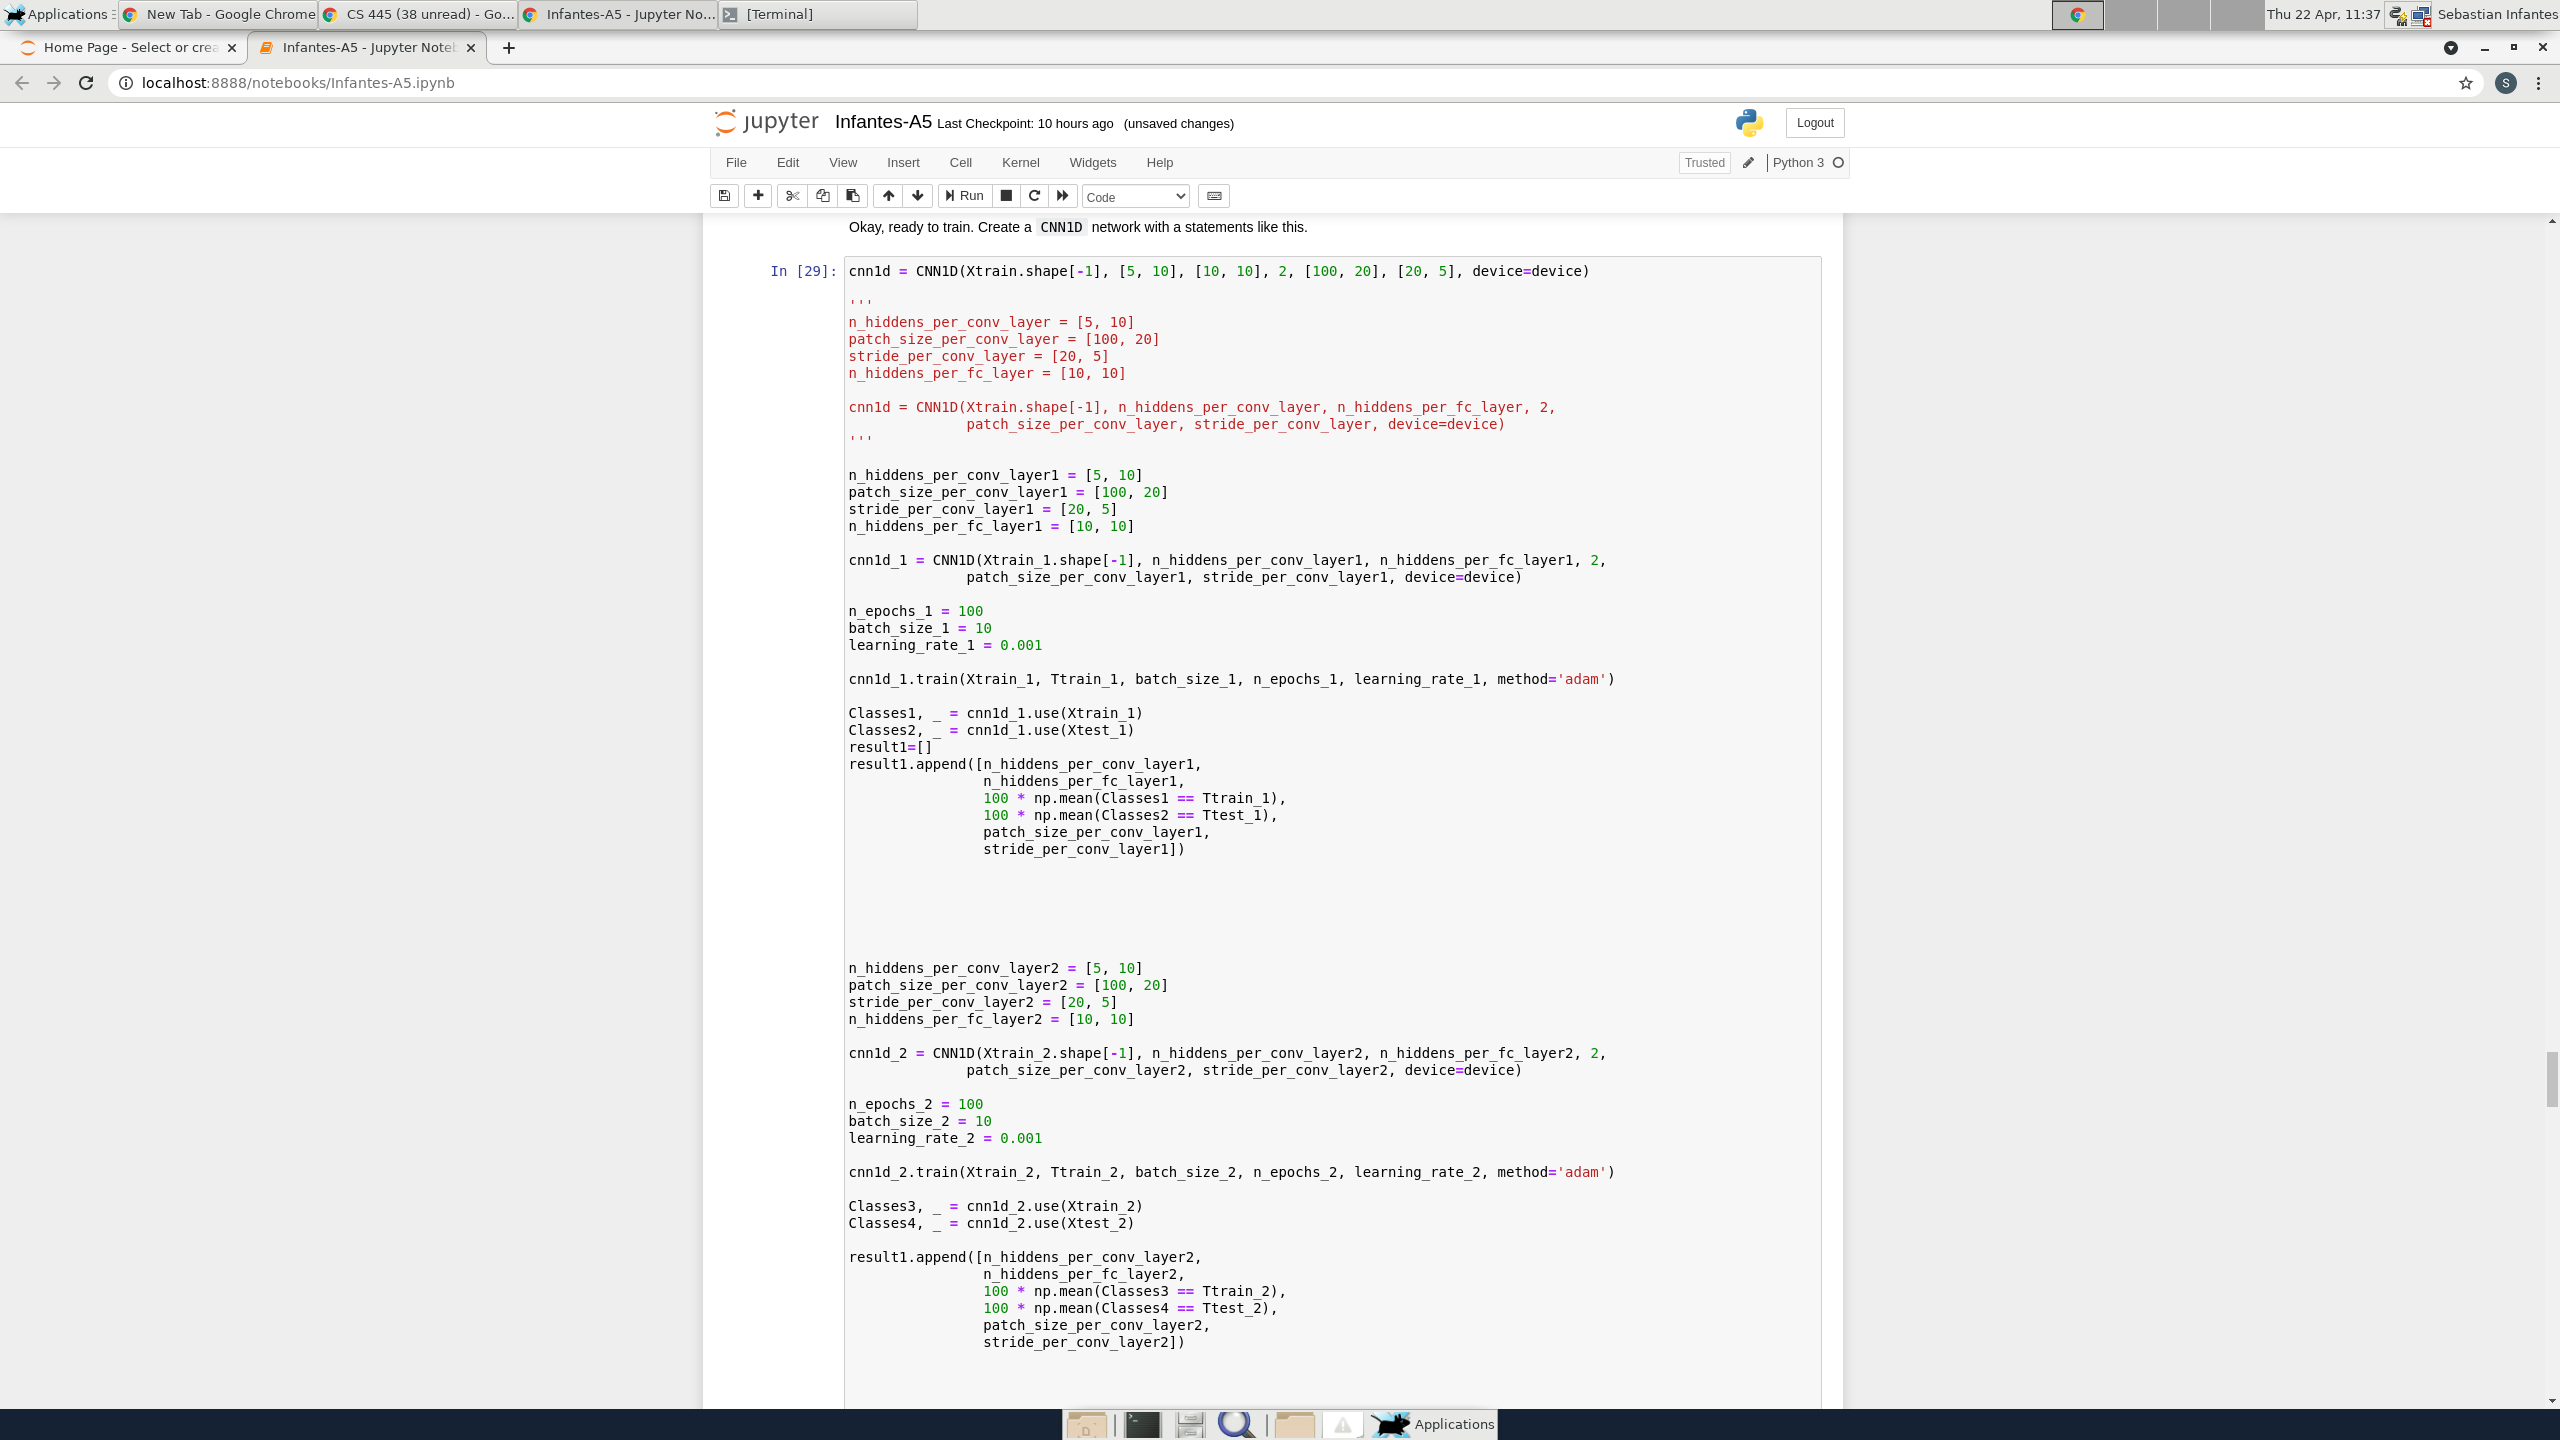 Applications
New Tab - Google Chrome
CS 445 (38 unread) - Go...
Infantes-A5 - Jupyter No...
[Terminal]
Thu 22 Apr, 11:37
Sebastian Infantes
Home Page - Select or crea
Infantes-A5 - Jupyter Noteb
localhost:8888/notebooks/Infantes-A5.ipynb
S
jupyter
Infantes-A5 Last Checkpoint: 10 hours ago (unsaved changes)
Logout
File Edit View Insert Cell Kernel Widgets Help
Trusted
Python 3
Run
Code
Okay, ready to train. Create a CNN1D network with a statements like this.
In [29]:
cnn1d = CNN1D(Xtrain.shape[-1], [5, 10], [10, 10], 2, [100, 20], [20, 5], device=device)
'''
n_hiddens_per_conv_layer = [5, 10]
patch_size_per_conv_layer = [100, 20]
stride_per_conv_layer = [20, 5]
n_hiddens_per_fc_layer = [10, 10]
cnn1d = CNN1D(Xtrain.shape[-1], n_hiddens_per_conv_layer, n_hiddens_per_fc_layer, 2,
patch_size_per_conv_layer, stride_per_conv_layer, device=device)
'''
n_hiddens_per_conv_layer1 = [5, 10]
patch_size_per_conv_layer1 = [100, 20]
stride_per_conv_layer1 = [20, 5]
n_hiddens_per_fc_layer1 = [10, 10]
cnn1d_1 = CNN1D(Xtrain_1.shape[-1], n_hiddens_per_conv_layer1, n_hiddens_per_fc_layer1, 2,
patch_size_per_conv_layer1, stride_per_conv_layer1, device=device)
n_epochs_1 = 100
batch_size_1 = 10
learning_rate_1 = 0.001
cnn1d_1.train(Xtrain_1, Ttrain_1, batch_size_1, n_epochs_1, learning_rate_1, method='adam')
Classes1, _ = cnn1d_1.use(Xtrain_1)
Classes2, _ = cnn1d_1.use(Xtest_1)
result1=[]
result1.append([n_hiddens_per_conv_layer1,
n_hiddens_per_fc_layer1,
100 * np.mean(Classes1 == Ttrain_1),
100 * np.mean(Classes2 == Ttest_1),
patch_size_per_conv_layer1,
stride_per_conv_layer1])
n_hiddens_per_conv_layer2 = [5, 10]
patch_size_per_conv_layer2 = [100, 20]
stride_per_conv_layer2 = [20, 5]
n_hiddens_per_fc_layer2 = [10, 10]
cnn1d_2 = CNN1D(Xtrain_2.shape[-1], n_hiddens_per_conv_layer2, n_hiddens_per_fc_layer2, 2,
patch_size_per_conv_layer2, stride_per_conv_layer2, device=device)
n_epochs_2 = 100
batch_size_2 = 10
learning_rate_2 = 0.001
cnn1d_2.train(Xtrain_2, Ttrain_2, batch_size_2, n_epochs_2, learning_rate_2, method='adam')
Classes3, _ = cnn1d_2.use(Xtrain_2)
Classes4, _ = cnn1d_2.use(Xtest_2)
result1.append([n_hiddens_per_conv_layer2,
n_hiddens_per_fc_layer2,
100 * np.mean(Classes3 == Ttrain_2),
100 * np.mean(Classes4 == Ttest_2),
patch_size_per_conv_layer2,
stride_per_conv_layer2])
Applications